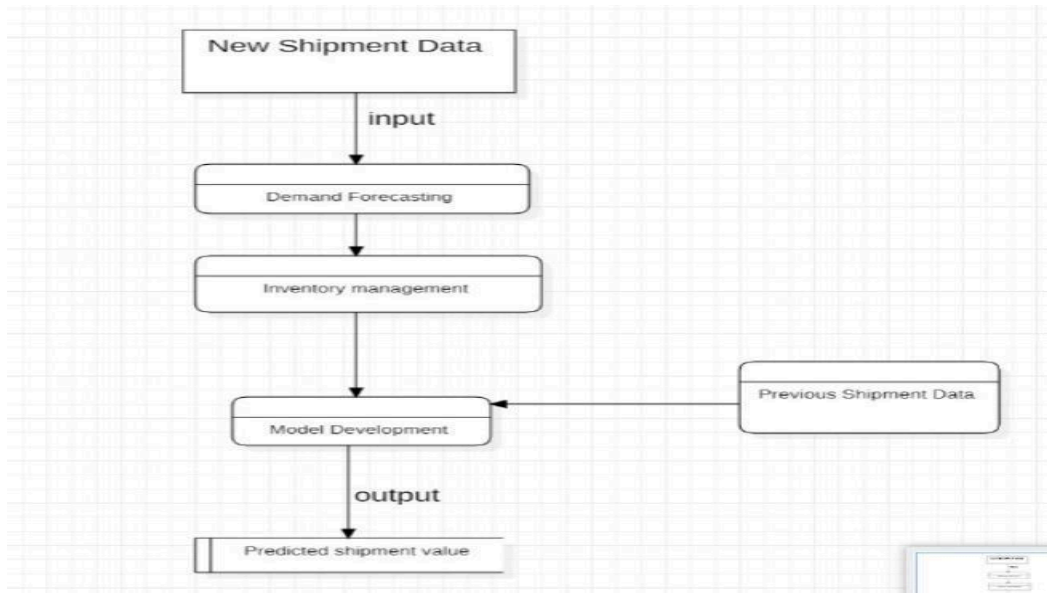 New Shipment Data
input
Demand Forecasting
Inventory management
Previous Shipment Data
Model Development
output
Predicted shipment value